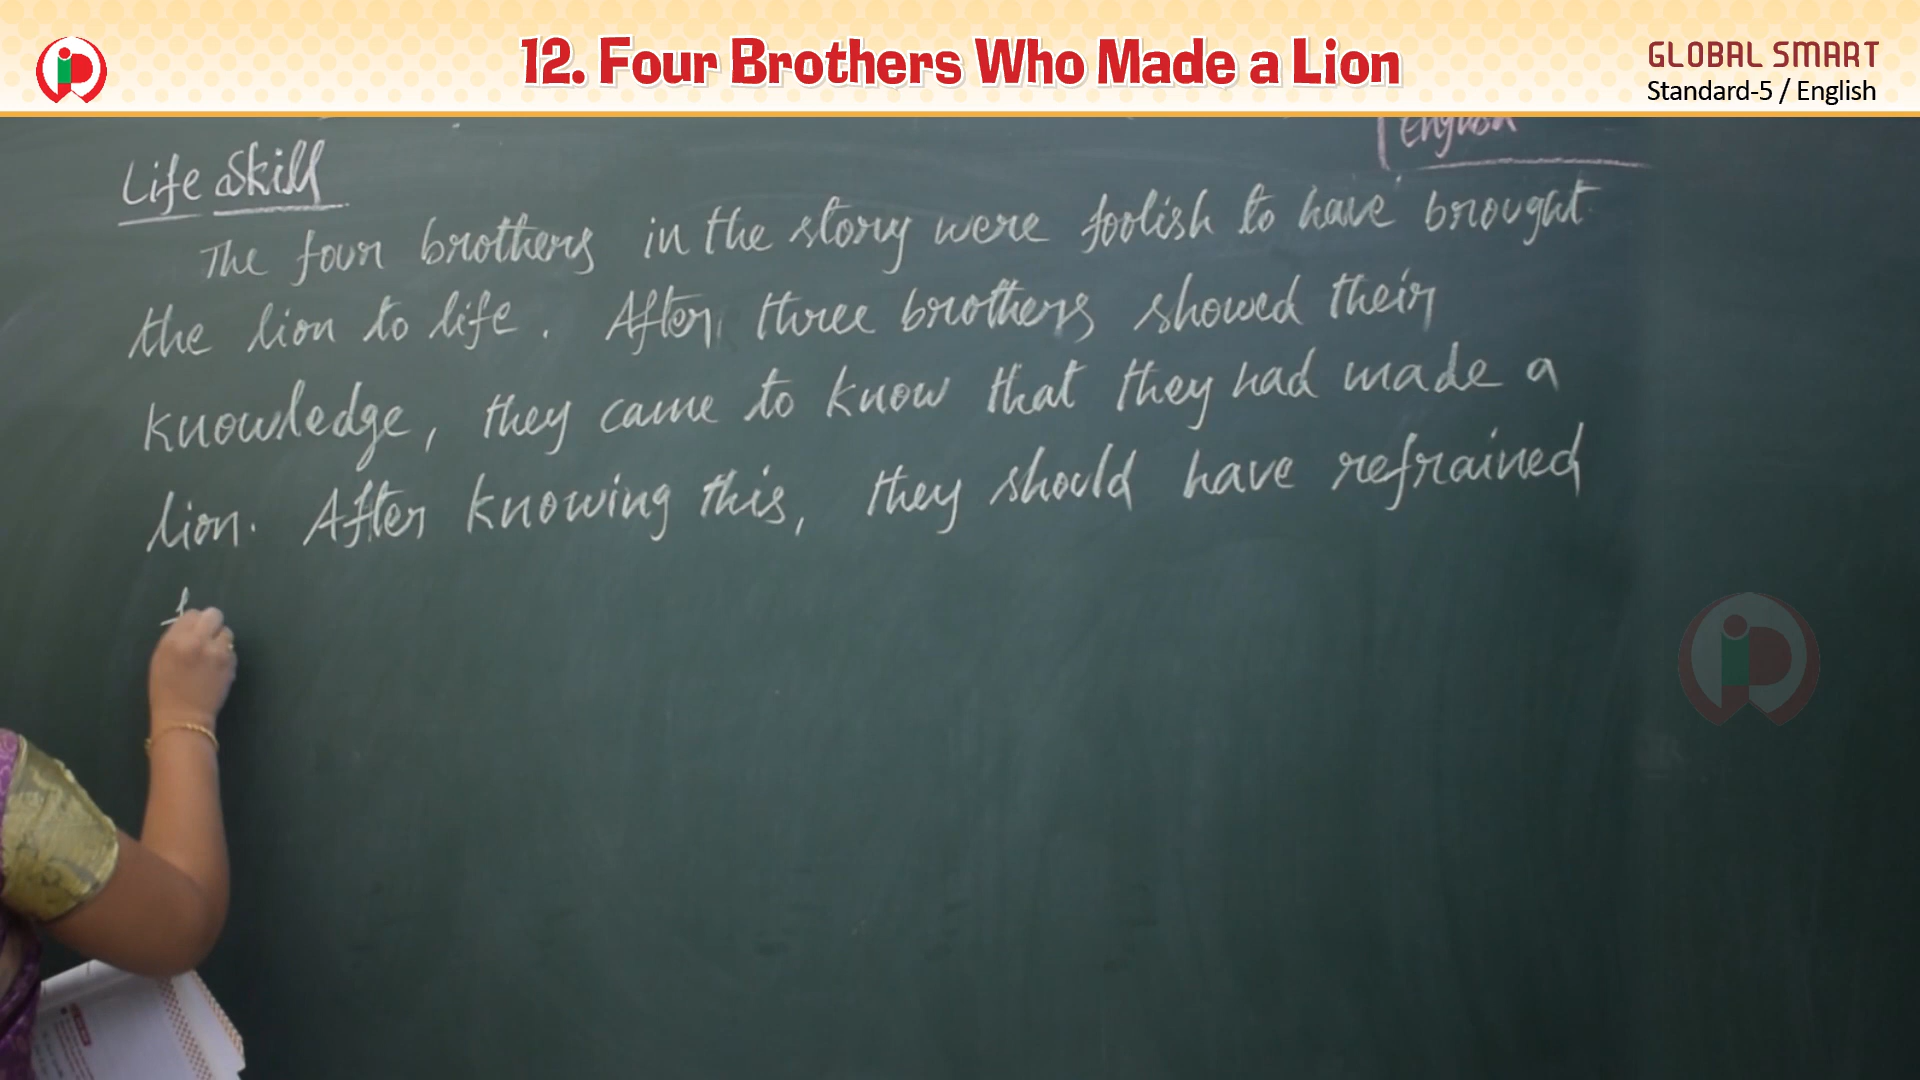 12. Four Brothers Who Made a Lion
GLOBAL SMART
Standard-5 / English
English
Life Skill
The four brothers in the story were foolish to have brought
the lion to life. After three brothers showed their
knowledge, they came to know that they had made a
lion. After knowing this, they should have refrained